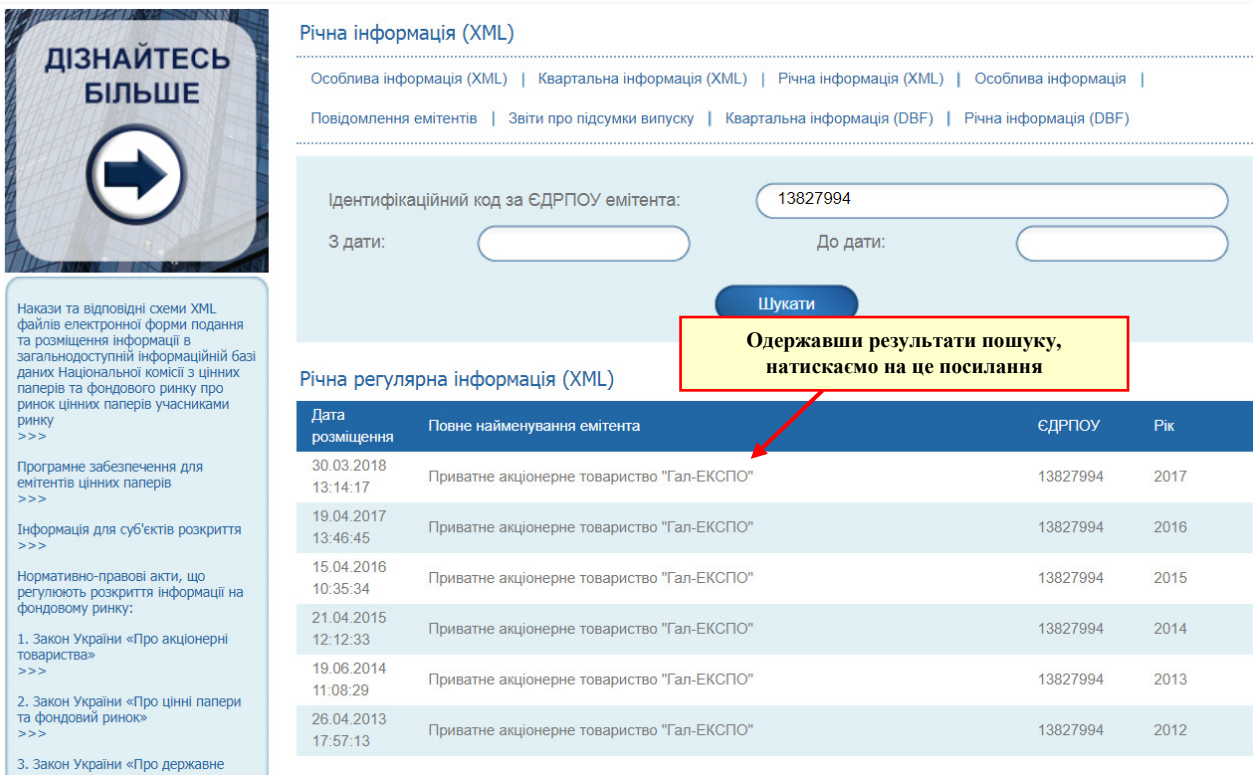 ДІЗНАЙТЕСЬ
БІЛЬШЕ
Накази та відповідні схеми XML
файлів електронної форми подання
та розміщення інформації в
загальнодоступній інформаційній базі
даних Національної комісії з цінних
паперів та фондового ринку про
ринок цінних паперів учасниками
ринку
>>>
Програмне забезпечення для
емітентів цінних паперів
>>>
Інформація для суб'єктів розкриття
>>>
Нормативно-правові акти, що
регулюють розкриття інформації на
фондовому ринку:
1. Закон України «Про акціонерні
товариства»
>>>
2. Закон України «Про цінні папери
та фондовий ринок»
>>>
3. Закон України «Про державне
Річна інформація (XML)
Особлива інформація (XML) | Квартальна інформація (XML) | Річна інформація (XML) | Особлива інформація |
Повідомлення емітентів | Звіти про підсумки випуску | Квартальна інформація (DBF) | Річна інформація (DBF)
Ідентифікаційний код за ЄДРПОУ емітента: 13827994
З дати: До дати:
Шукати
Одержавши результати пошуку,
натискаємо на це посилання
Річна регулярна інформація (XML)
Дата розміщення Повне найменування емітента ЄДРПОУ Рік
30.03.2018 13:14:17 Приватне акціонерне товариство "Гал-ЕКСПО" 13827994 2017
19.04.2017 13:46:45 Приватне акціонерне товариство "Гал-ЕКСПО" 13827994 2016
15.04.2016 10:35:34 Приватне акціонерне товариство "Гал-ЕКСПО" 13827994 2015
21.04.2015 12:12:33 Приватне акціонерне товариство "Гал-ЕКСПО" 13827994 2014
19.06.2014 11:08:29 Приватне акціонерне товариство "Гал-ЕКСПО" 13827994 2013
26.04.2013 17:57:13 Приватне акціонерне товариство "Гал-ЕКСПО" 13827994 2012